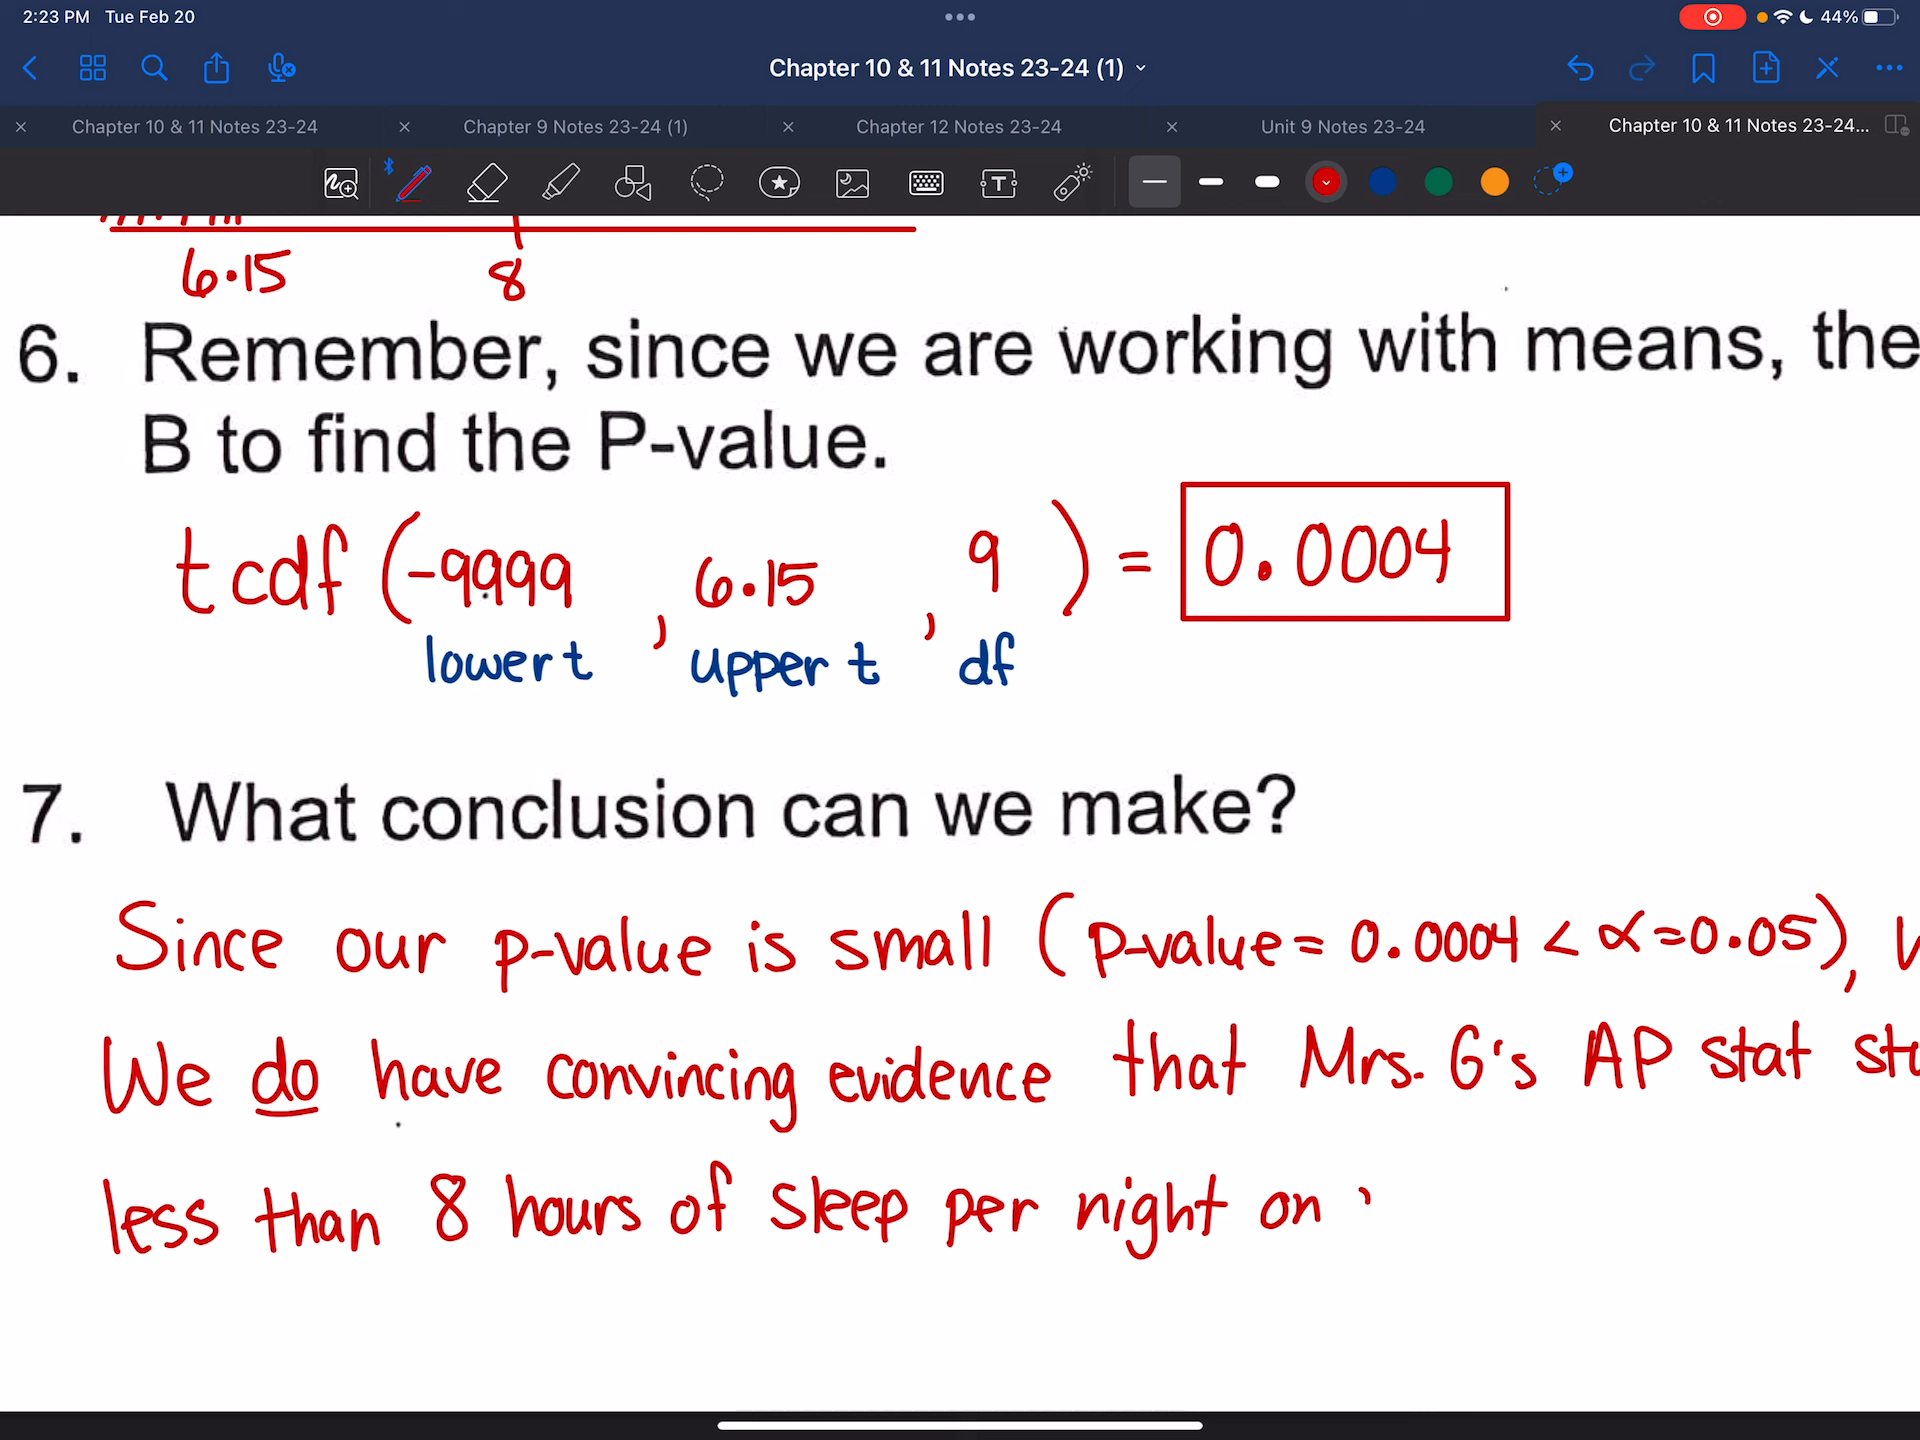 2:23 PM Tue Feb 20
44%
Chapter 10 & 11 Notes 23-24 (1)
Chapter 10 & 11 Notes 23-24
Chapter 9 Notes 23-24 (1)
Chapter 12 Notes 23-24
Unit 9 Notes 23-24
Chapter 10 & 11 Notes 23-24...
6.15 8
6. Remember, since we are working with means, the
B to find the P-value.
tcdf (-9999, 6.15, 9) = 0.0004
lower t upper t df
7. What conclusion can we make?
Since our p-value is small (p-value = 0.0004 < α = 0.05),
We do have convincing evidence that Mrs. G's AP stat
less than 8 hours of sleep per night on